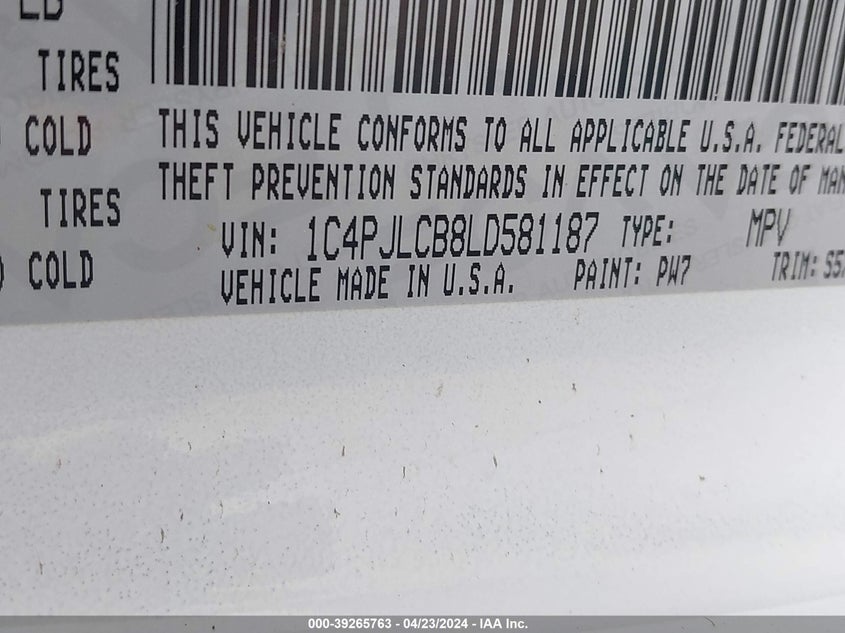 TIRES
COLD
TIRES
COLD
THIS VEHICLE CONFORMS TO ALL APPLICABLE U.S.A. FEDERAL
THEFT PREVENTION STANDARDS IN EFFECT ON THE DATE OF MAN
VIN: 1C4PJLCB8LD581187 TYPE: MPV
VEHICLE MADE IN U.S.A. PAINT: PW7 TRIM:
000-39265763 - 04/23/2024 - IAA Inc.